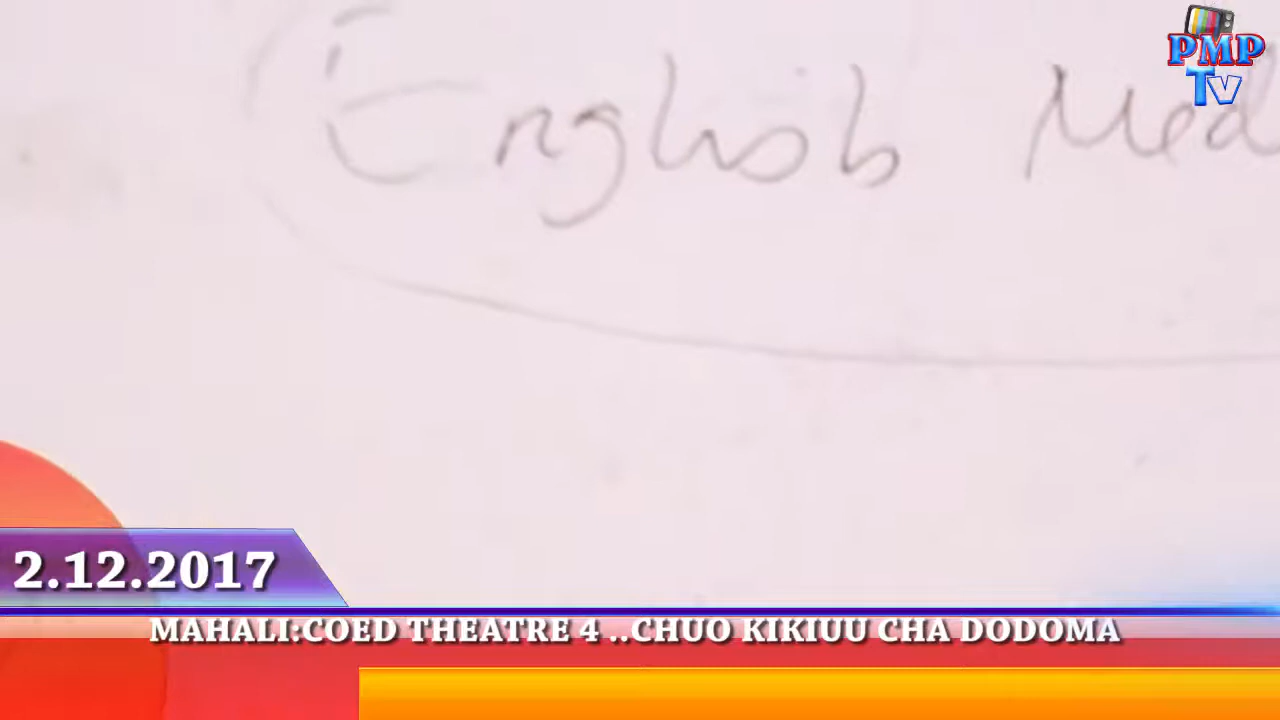 PMP
TV
English Med
2.12.2017
MAHALI:COED THEATRE 4 ..CHUO KIKIUU CHA DODOMA